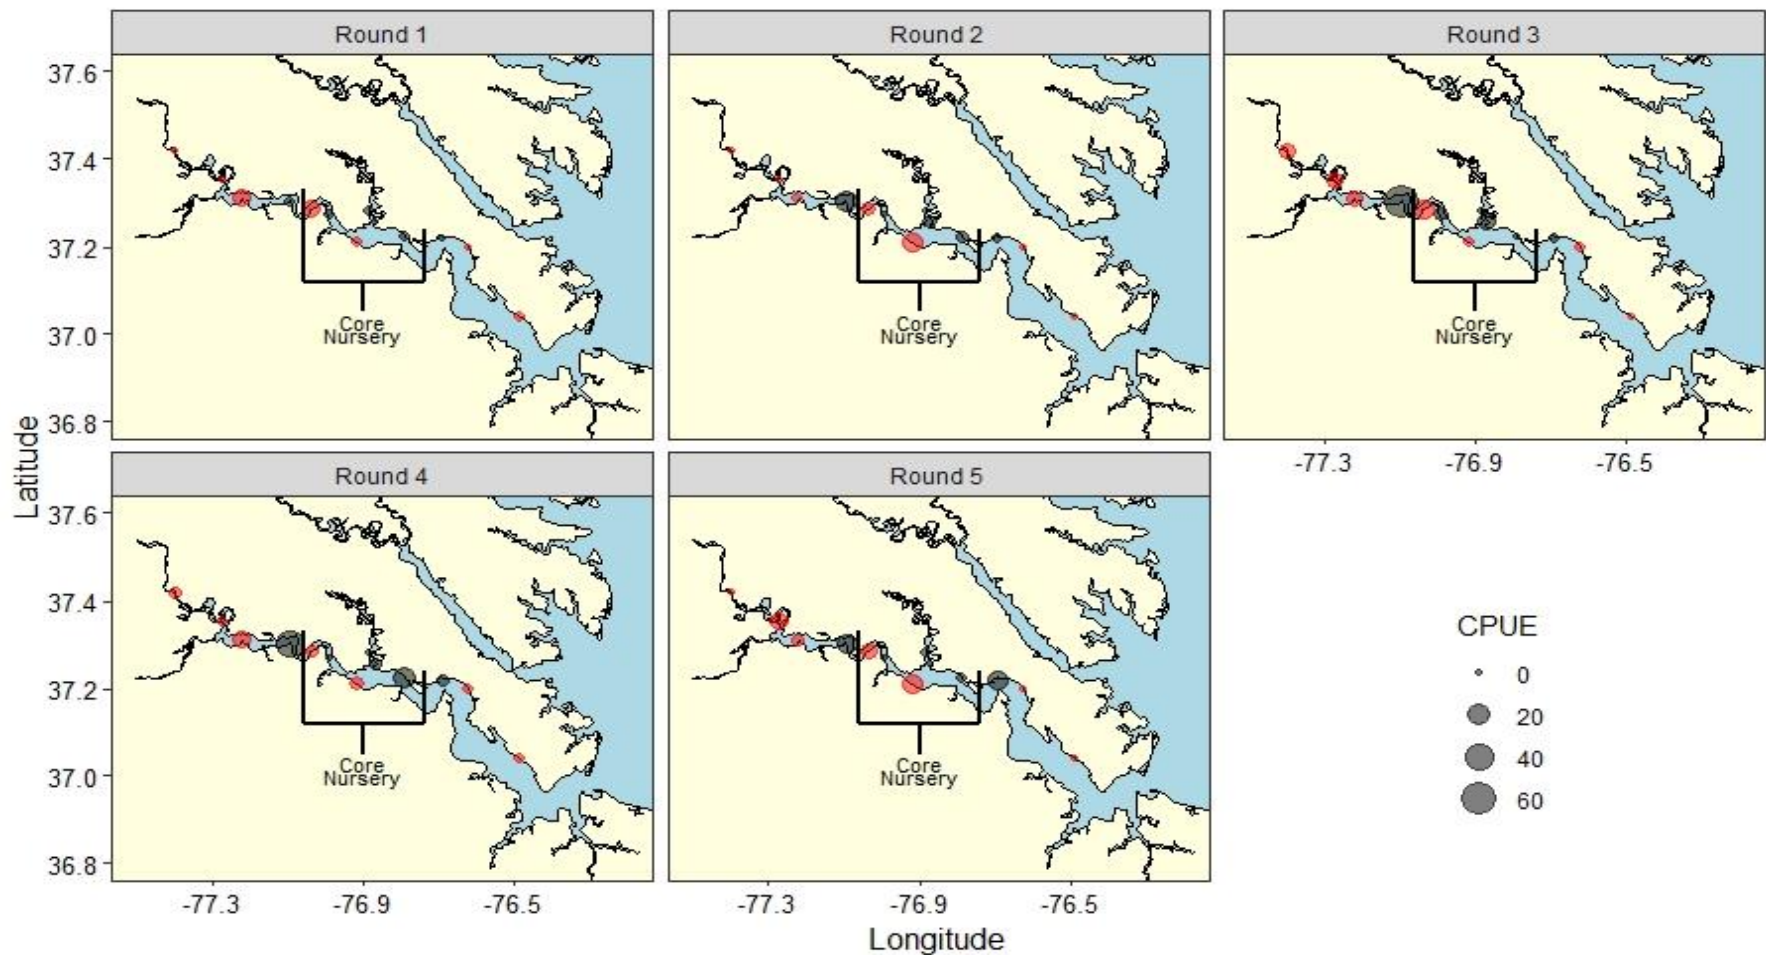 Round 1
Round 2
Round 3
37.6
37.4
37.2
37.0
36.8
Core
Nursery
Core
Nursery
Core
Nursery
-77.3
-76.9
-76.5
Latitude
Round 4
Round 5
37.6
37.4
37.2
37.0
36.8
Core
Nursery
Core
Nursery
-77.3
-76.9
-76.5
-77.3
-76.9
-76.5
Longitude
CPUE
0
20
40
60